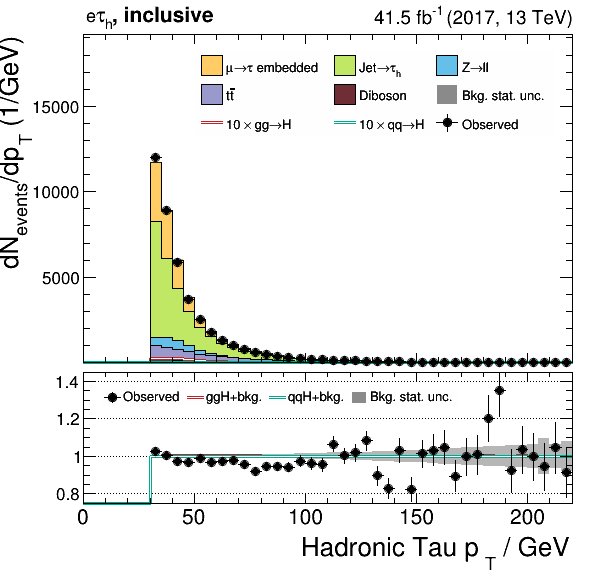 eτh, inclusive 41.5 fb-1 (2017, 13 TeV)
dNevents/dpT (1/GeV)
μ→τ embedded Jet→τh Z→ll
tt̄ Diboson Bkg. stat. unc.
10 × gg→H 10 × qq→H Observed
15000
10000
5000
1.4
Observed ggH+bkg. qqH+bkg. Bkg. stat. unc.
1.2
1
0.8
0 50 100 150 200
Hadronic Tau pT / GeV